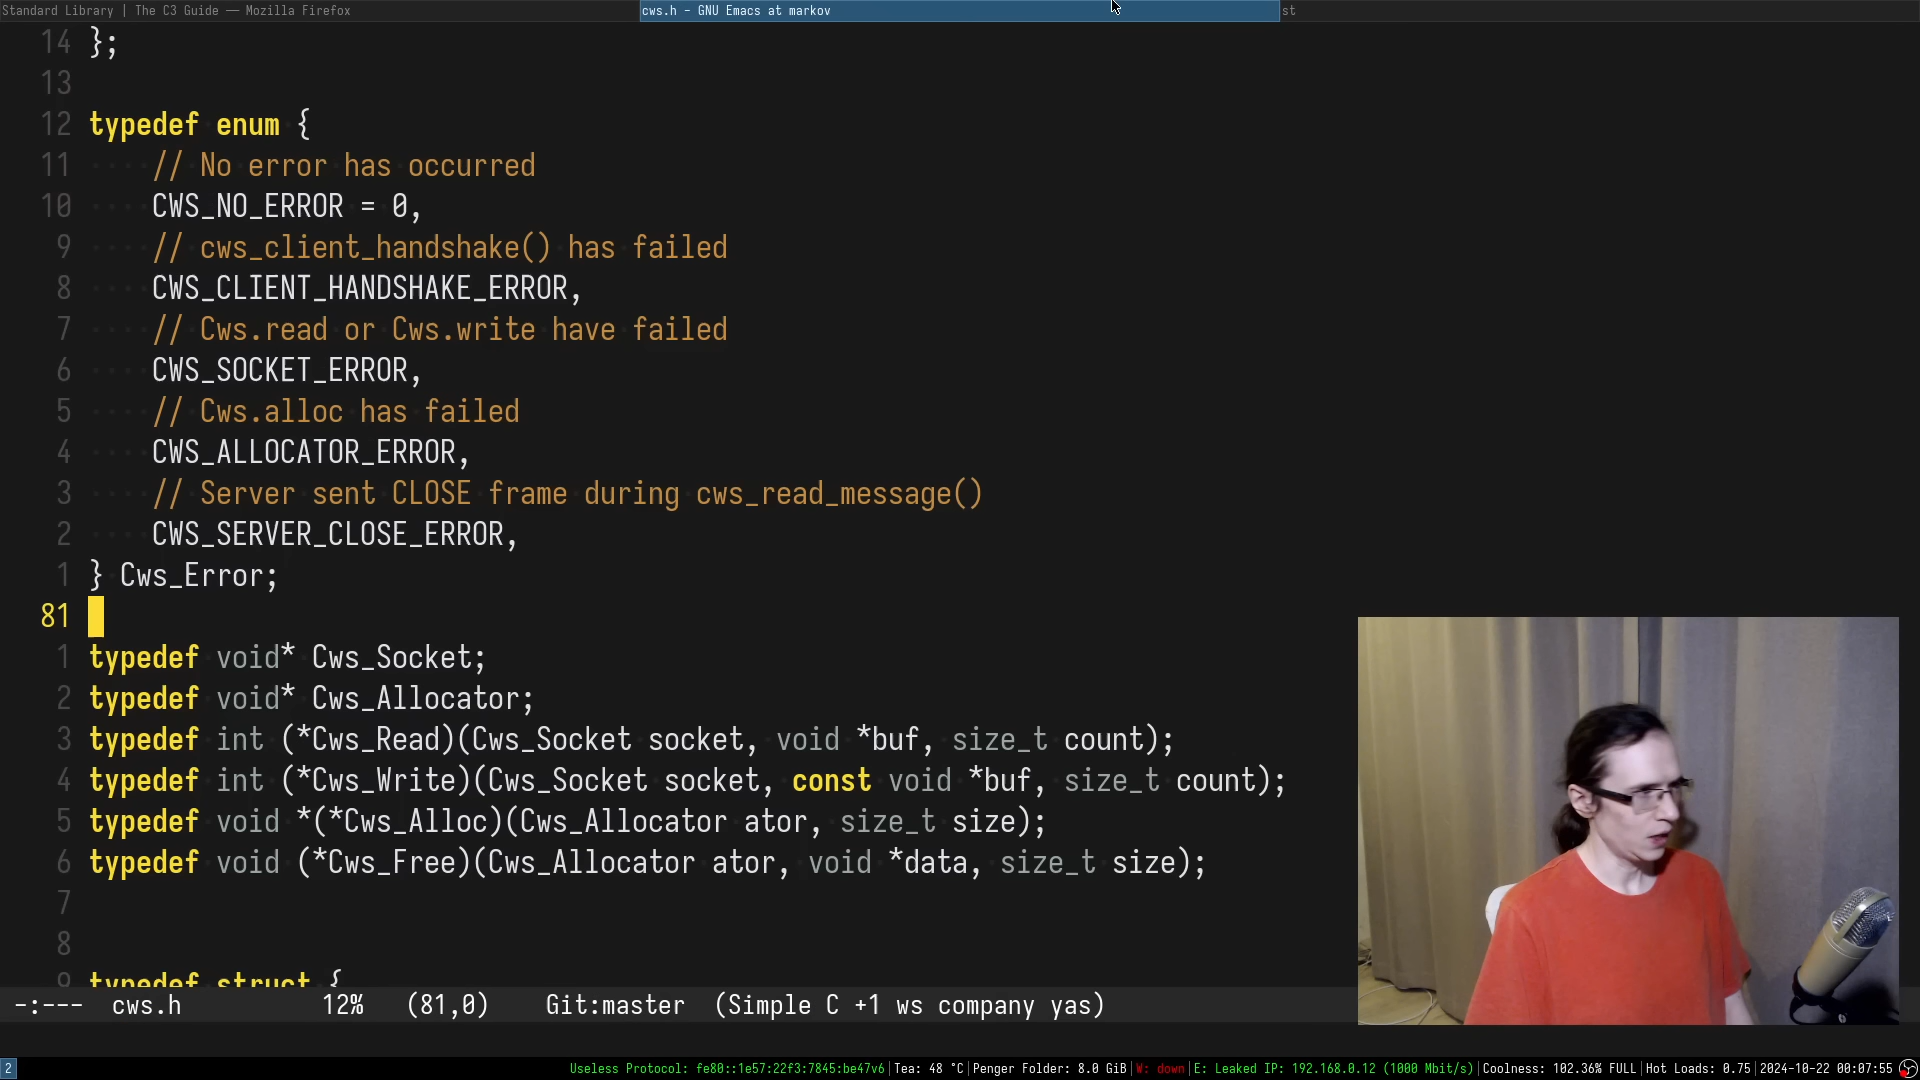 Standard Library | The C3 Guide — Mozilla Firefox
cws.h - GNU Emacs at markov
st
14 };
13
12 typedef enum {
11 // No error has occurred
10 CWS_NO_ERROR = 0,
9 // cws_client_handshake() has failed
8 CWS_CLIENT_HANDSHAKE_ERROR,
7 // Cws.read or Cws.write have failed
6 CWS_SOCKET_ERROR,
5 // Cws.alloc has failed
4 CWS_ALLOCATOR_ERROR,
3 // Server sent CLOSE frame during cws_read_message()
2 CWS_SERVER_CLOSE_ERROR,
1 } Cws_Error;
81
1 typedef void* Cws_Socket;
2 typedef void* Cws_Allocator;
3 typedef int (*Cws_Read)(Cws_Socket socket, void *buf, size_t count);
4 typedef int (*Cws_Write)(Cws_Socket socket, const void *buf, size_t count);
5 typedef void *(*Cws_Alloc)(Cws_Allocator ator, size_t size);
6 typedef void (*Cws_Free)(Cws_Allocator ator, void *data, size_t size);
7
8
9 typedef struct {
-:--- cws.h 12% (81,0) Git:master (Simple C +1 ws company yas)
2
Useless Protocol: fe80::1e57:22f3:7845:be47v6|Tea: 48 °C|Penger Folder: 8.0 GiB|W: down|E: Leaked IP: 192.168.0.12 (1000 Mbit/s)|Coolness: 102.36% FULL|Hot Loads: 0.75|2024-10-22 00:07:55